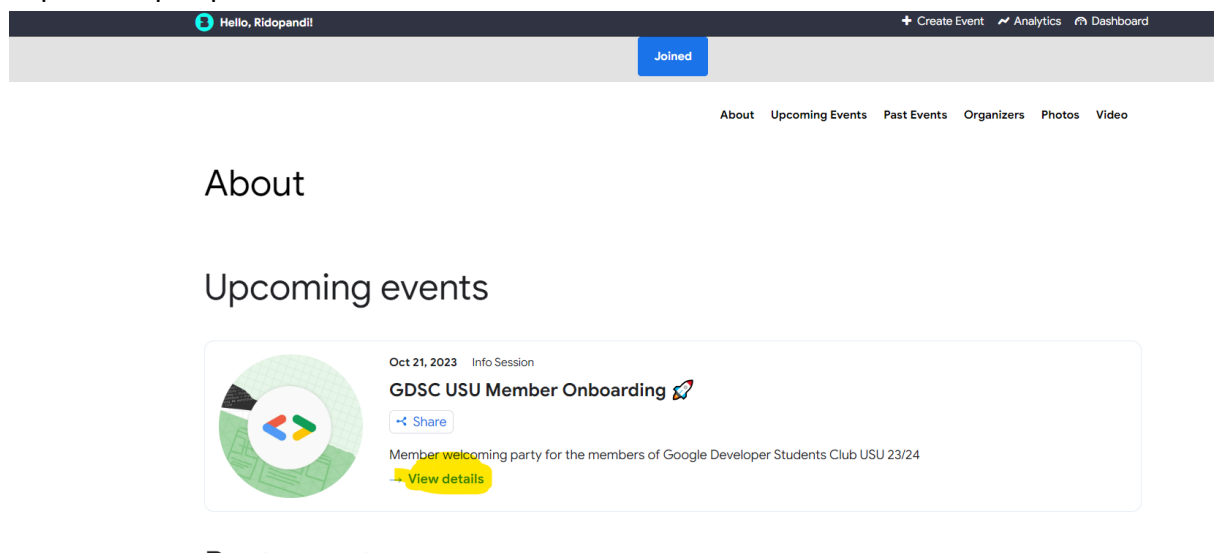 Hello, Ridopandi!
Create Event Analytics Dashboard
Joined
About Upcoming Events Past Events Organizers Photos Video
About
Upcoming events
Oct 21, 2023 Info Session
GDSC USU Member Onboarding 🚀
Share
Member welcoming party for the members of Google Developer Students Club USU 23/24
→ View details